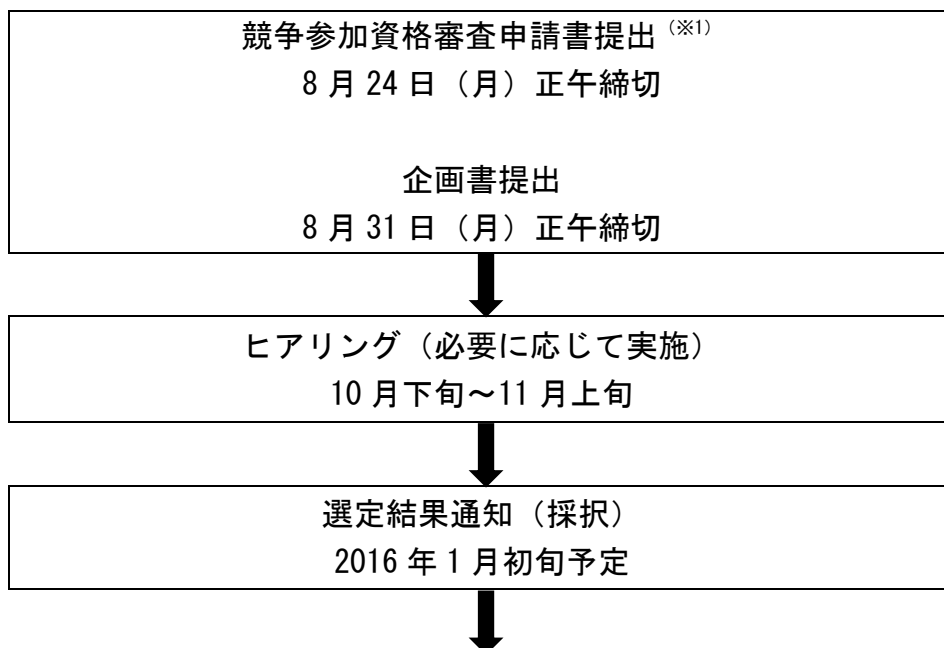 競争参加資格審査申請書提出(※1)
8月24日(月)正午締切
企画書提出
8月31日(月)正午締切
ヒアリング(必要に応じて実施)
10月下旬~11月上旬
選定結果通知(採択)
2016年1月初旬予定